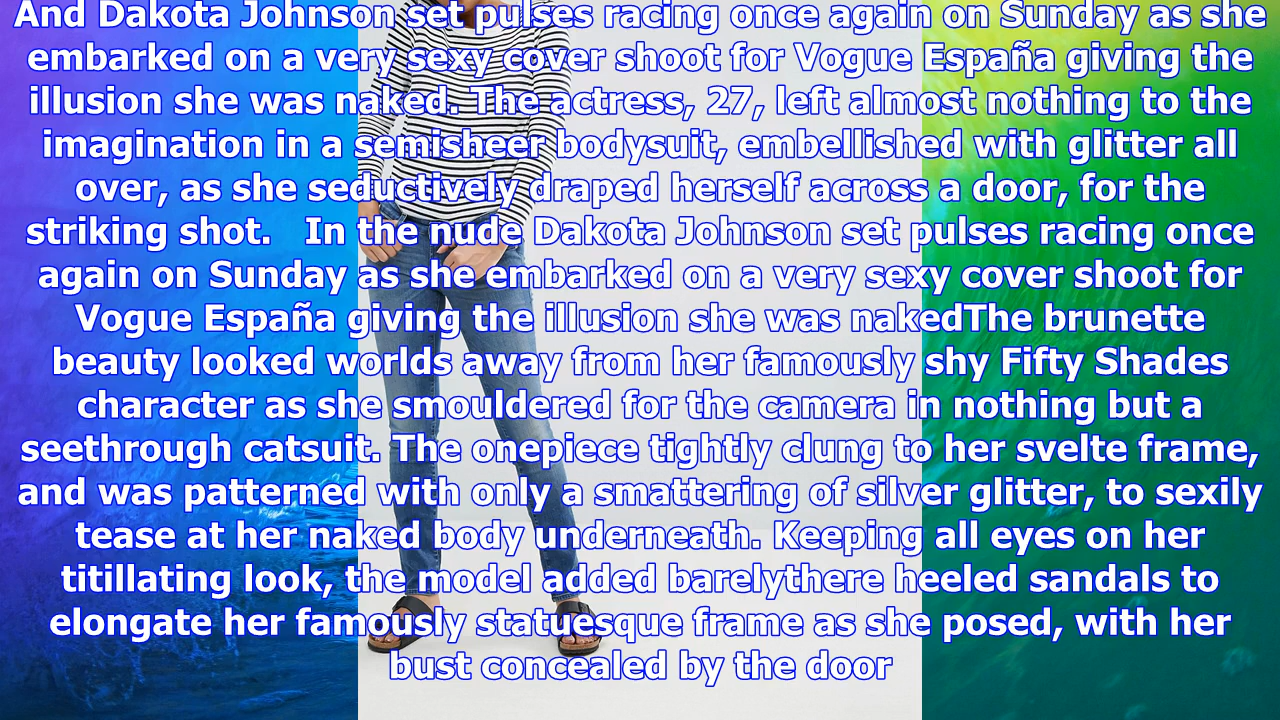 And Dakota Johnson set pulses racing once again on Sunday as she
embarked on a very sexy cover shoot for Vogue España giving the
illusion she was naked. The actress, 27, left almost nothing to the
imagination in a semisheer bodysuit, embellished with glitter all
over, as she seductively draped herself across a door, for the
striking shot.   In the nude Dakota Johnson set pulses racing once
again on Sunday as she embarked on a very sexy cover shoot for
Vogue España giving the illusion she was nakedThe brunette
beauty looked worlds away from her famously shy Fifty Shades
character as she smouldered for the camera in nothing but a
seethrough catsuit. The onepiece tightly clung to her svelte frame,
and was patterned with only a smattering of silver glitter, to sexily
tease at her naked body underneath. Keeping all eyes on her
titillating look, the model added barelythere heeled sandals to
elongate her famously statuesque frame as she posed, with her
bust concealed by the door